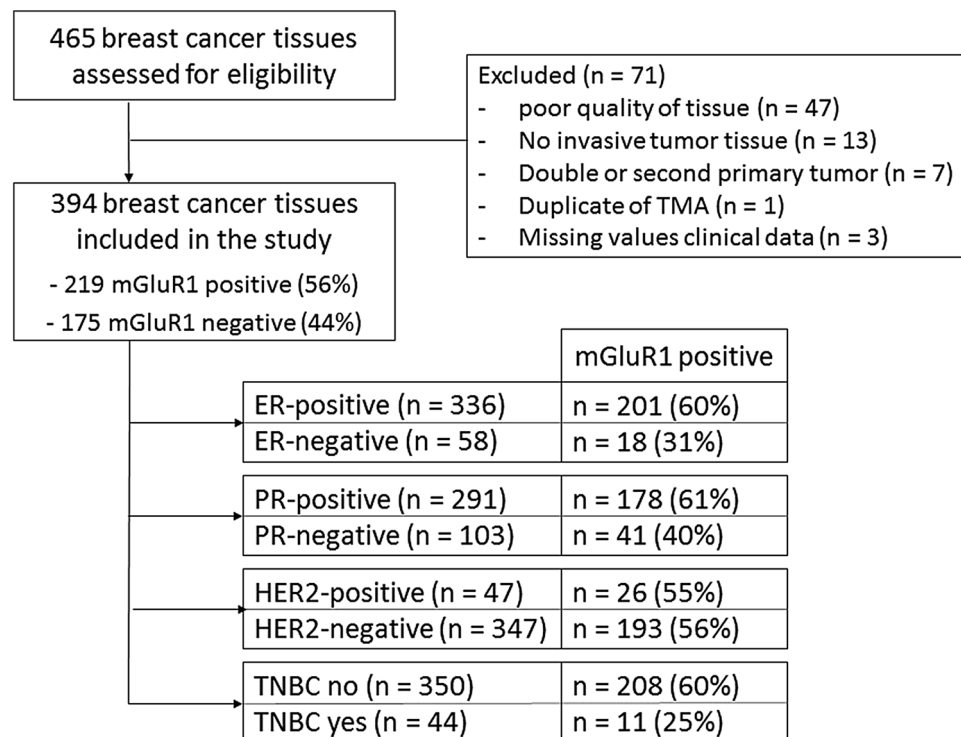 465 breast cancer tissues
assessed for eligibility
Excluded (n = 71)
- poor quality of tissue (n = 47)
- No invasive tumor tissue (n = 13)
- Double or second primary tumor (n = 7)
- Duplicate of TMA (n = 1)
- Missing values clinical data (n = 3)
394 breast cancer tissues
included in the study
- 219 mGluR1 positive (56%)
- 175 mGluR1 negative (44%)
mGluR1 positive
ER-positive (n = 336) n = 201 (60%)
ER-negative (n = 58) n = 18 (31%)
PR-positive (n = 291) n = 178 (61%)
PR-negative (n = 103) n = 41 (40%)
HER2-positive (n = 47) n = 26 (55%)
HER2-negative (n = 347) n = 193 (56%)
TNBC no (n = 350) n = 208 (60%)
TNBC yes (n = 44) n = 11 (25%)